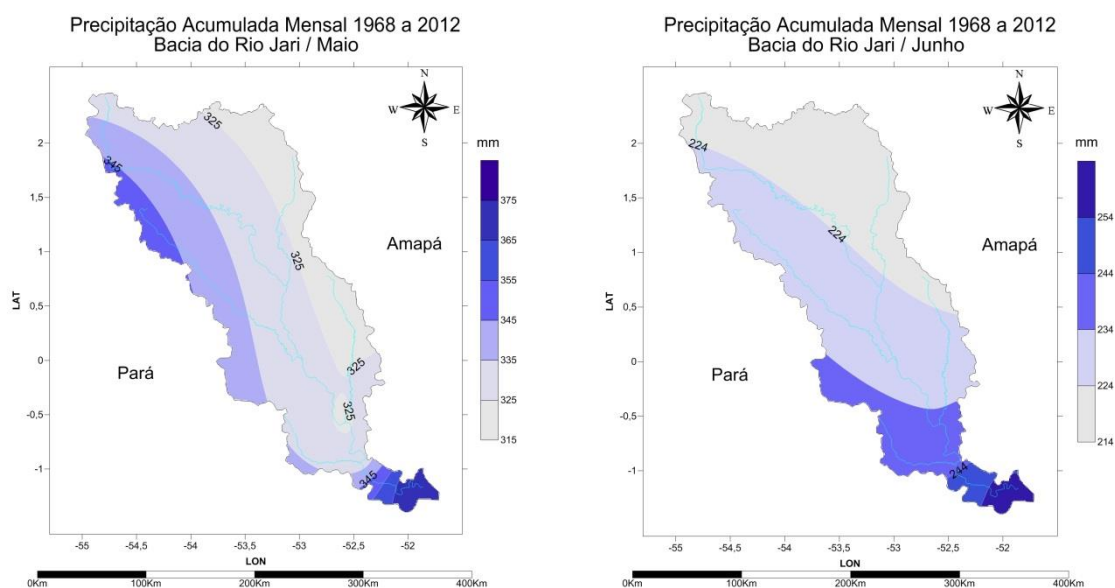 Precipitação Acumulada Mensal 1968 a 2012
Bacia do Rio Jari / Maio
N
W E
S
mm
375
365
355
345
335
325
315
325
345
325
325
325
345
Amapá
Pará
LAT
2
1,5
1
0,5
0
-0,5
-1
-55 -54,5 -54 -53,5 -53 -52,5 -52
LON
0Km 100Km 200Km 300Km 400Km
Precipitação Acumulada Mensal 1968 a 2012
Bacia do Rio Jari / Junho
N
W E
S
mm
254
244
234
224
214
224
224
244
Amapá
Pará
LAT
2
1,5
1
0,5
0
-0,5
-1
-55 -54,5 -54 -53,5 -53 -52,5 -52
LON
0Km 100Km 200Km 300Km 400Km